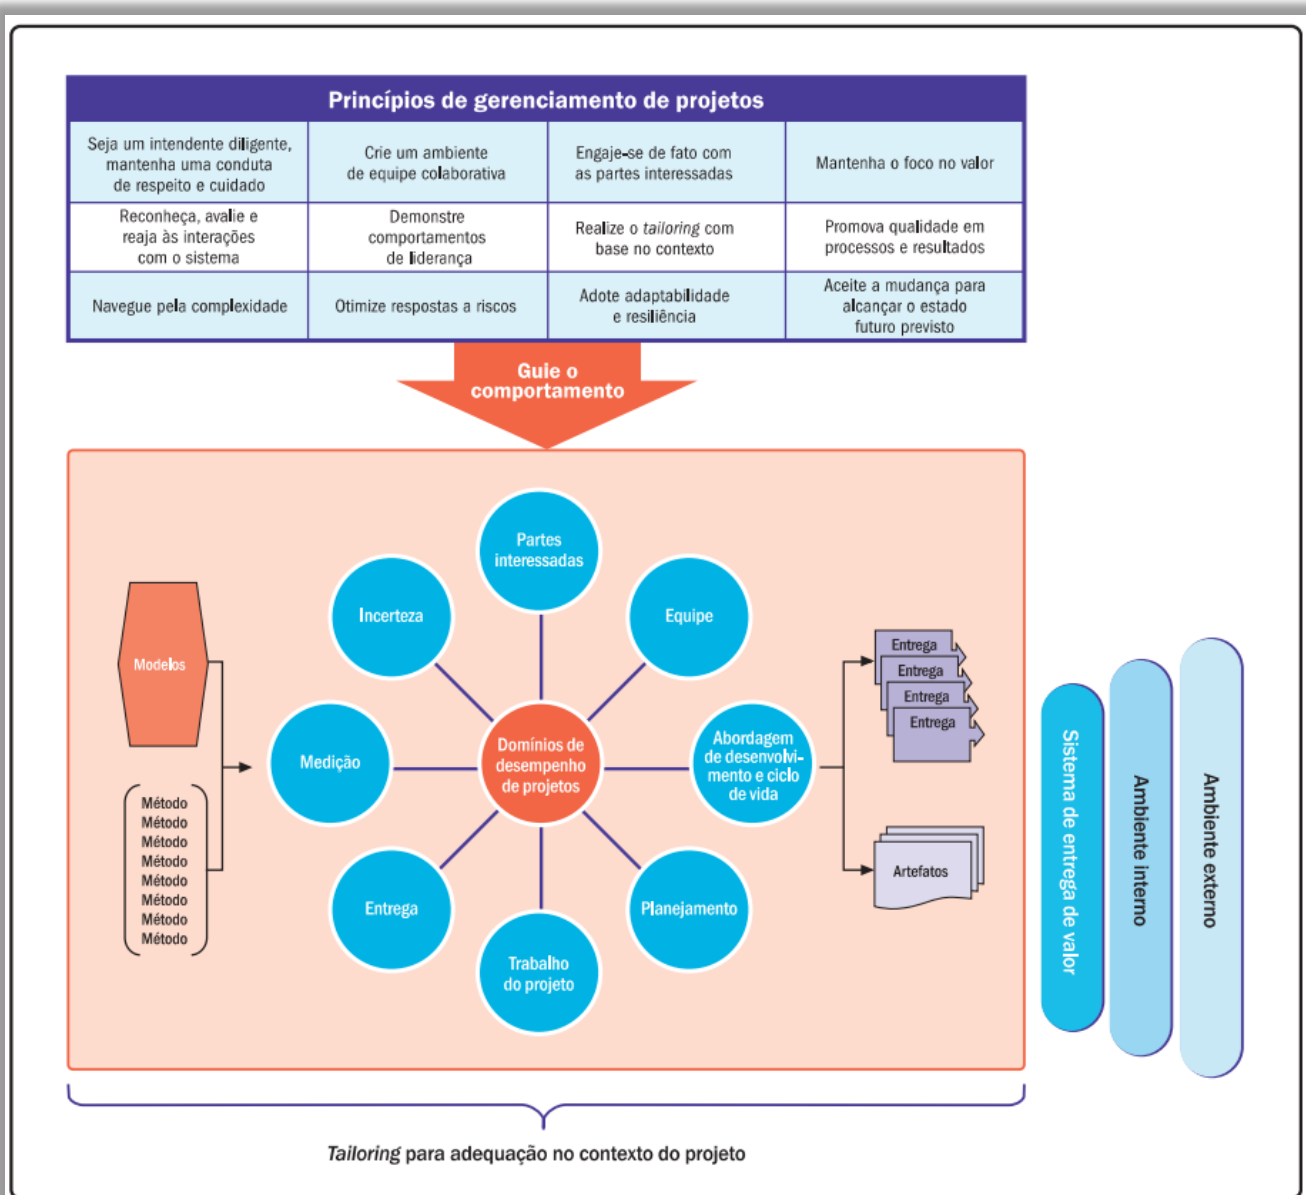 Princípios de gerenciamento de projetos
Seja um intendente diligente,
mantenha uma conduta
de respeito e cuidado
Crie um ambiente
de equipe colaborativa
Engaje-se de fato com
as partes interessadas
Mantenha o foco no valor
Reconheça, avalie e
reaja às interações
com o sistema
Demonstre
comportamentos
de liderança
Realize o tailoring com
base no contexto
Promova qualidade em
processos e resultados
Navegue pela complexidade
Otimize respostas a riscos
Adote adaptabilidade
e resiliência
Aceite a mudança para
alcançar o estado
futuro previsto
Guie o
comportamento
Partes
interessadas
Incerteza
Equipe
Modelos
Medição
Domínios de
desempenho
de projetos
Abordagem
de desenvolvi-
mento e ciclo
de vida
Entrega
Entrega
Entrega
Entrega
Método
Método
Método
Método
Método
Método
Método
Método
Entrega
Planejamento
Artefatos
Trabalho
do projeto
Sistema de entrega de valor
Ambiente interno
Ambiente externo
Tailoring para adequação no contexto do projeto